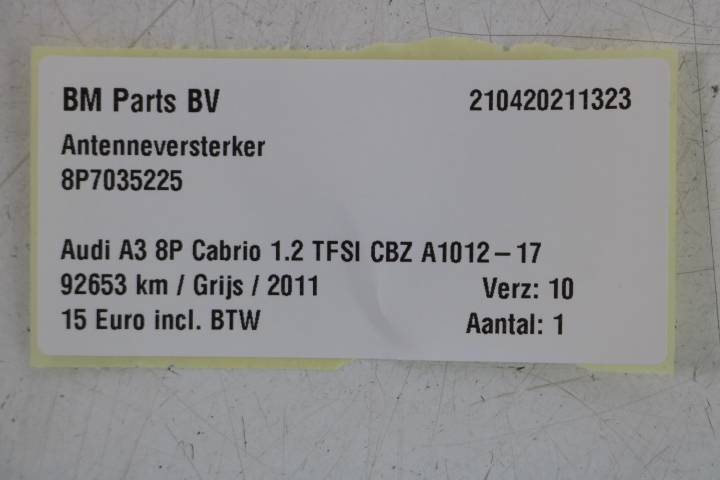 BM Parts BV 210420211323
Antenneversterker
8P7035225
Audi A3 8P Cabrio 1.2 TFSI CBZ A1012-17
92653 km / Grijs / 2011 Verz: 10
15 Euro incl. BTW Aantal: 1